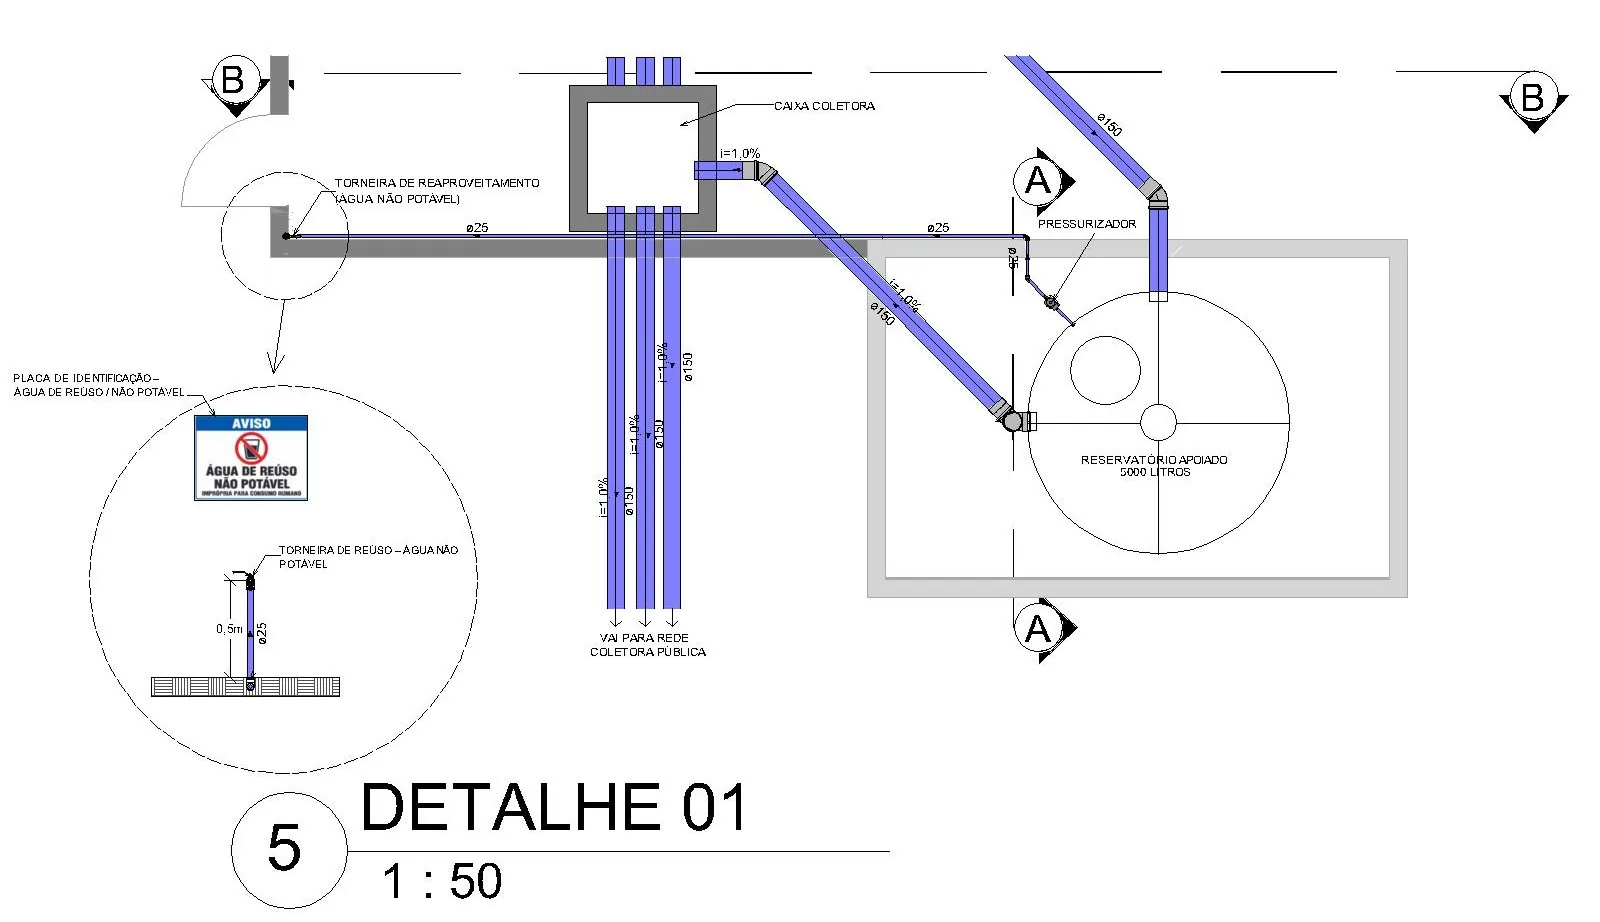 B
CAIXA COLETORA
B
ø150
i=1,0%
A
TORNEIRA DE REAPROVEITAMENTO
(ÁGUA NÃO POTÁVEL)
PRESSURIZADOR
ø25
ø25
ø25
i=1,0%
ø150
i=1,0%
ø150
i=1,0%
ø150
i=1,0%
ø150
RESERVATÓRIO APOIADO
5000 LITROS
PLACA DE IDENTIFICAÇÃO –
ÁGUA DE REÚSO / NÃO POTÁVEL
AVISO
ÁGUA DE REÚSO
NÃO POTÁVEL
IMPRÓPRIA PARA CONSUMO HUMANO
TORNEIRA DE REÚSO – ÁGUA NÃO
POTÁVEL
0,5m
ø25
VAI PARA REDE
COLETORA PÚBLICA
A
5
DETALHE 01
1 : 50